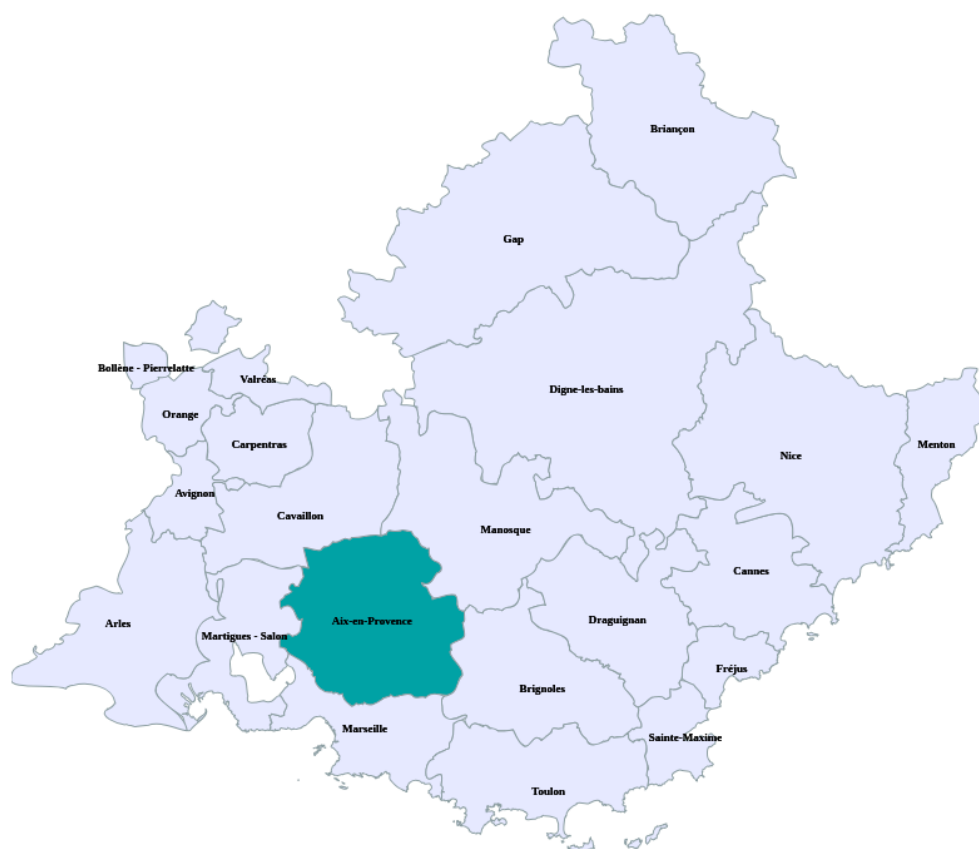 Briançon
Gap
Bollène - Pierrelatte
Valréas
Digne-les-bains
Orange
Carpentras
Menton
Nice
Avignon
Cavaillon
Manosque
Cannes
Arles
Aix-en-Provence
Draguignan
Martigues - Salon
Fréjus
Brignoles
Marseille
Sainte-Maxime
Toulon